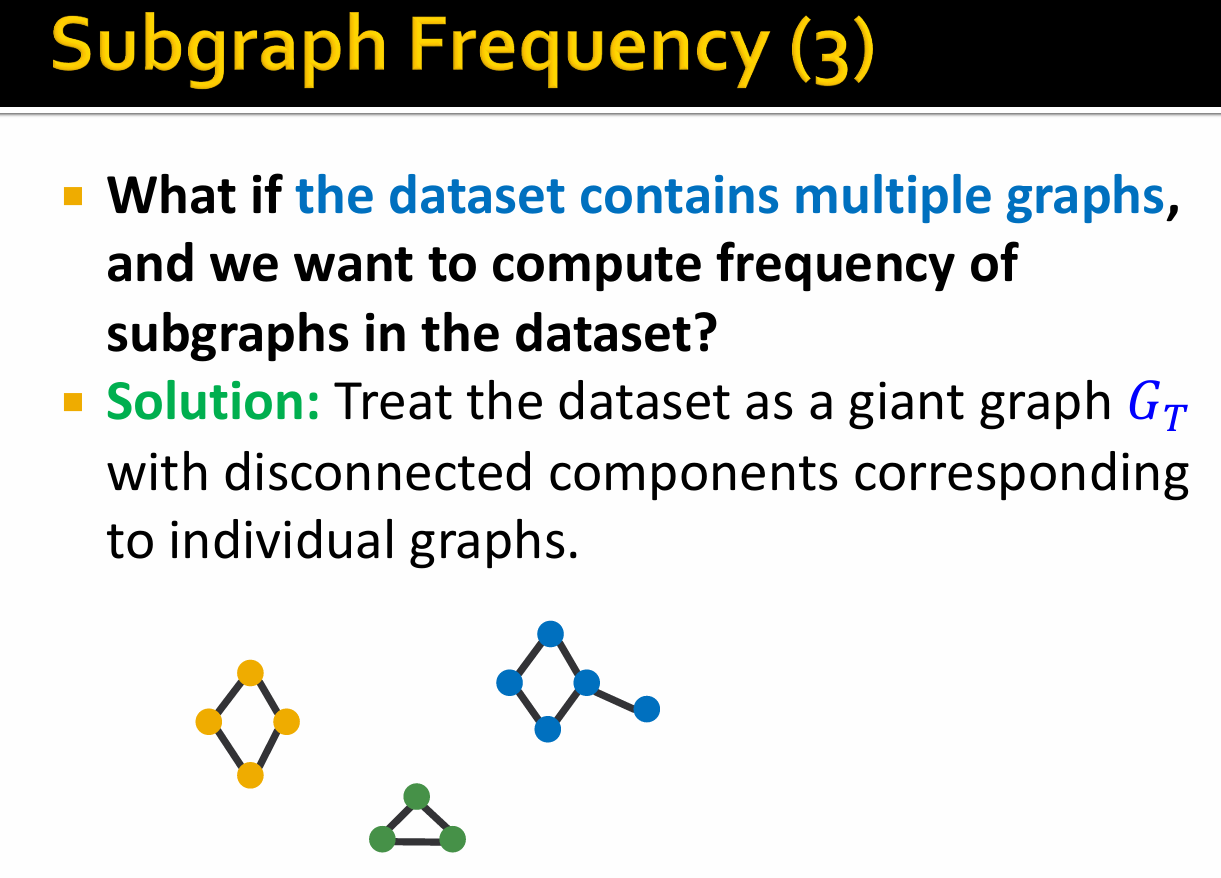 Subgraph Frequency (3)
What if the dataset contains multiple graphs,
and we want to compute frequency of
subgraphs in the dataset?
Solution: Treat the dataset as a giant graph G_T
with disconnected components corresponding
to individual graphs.